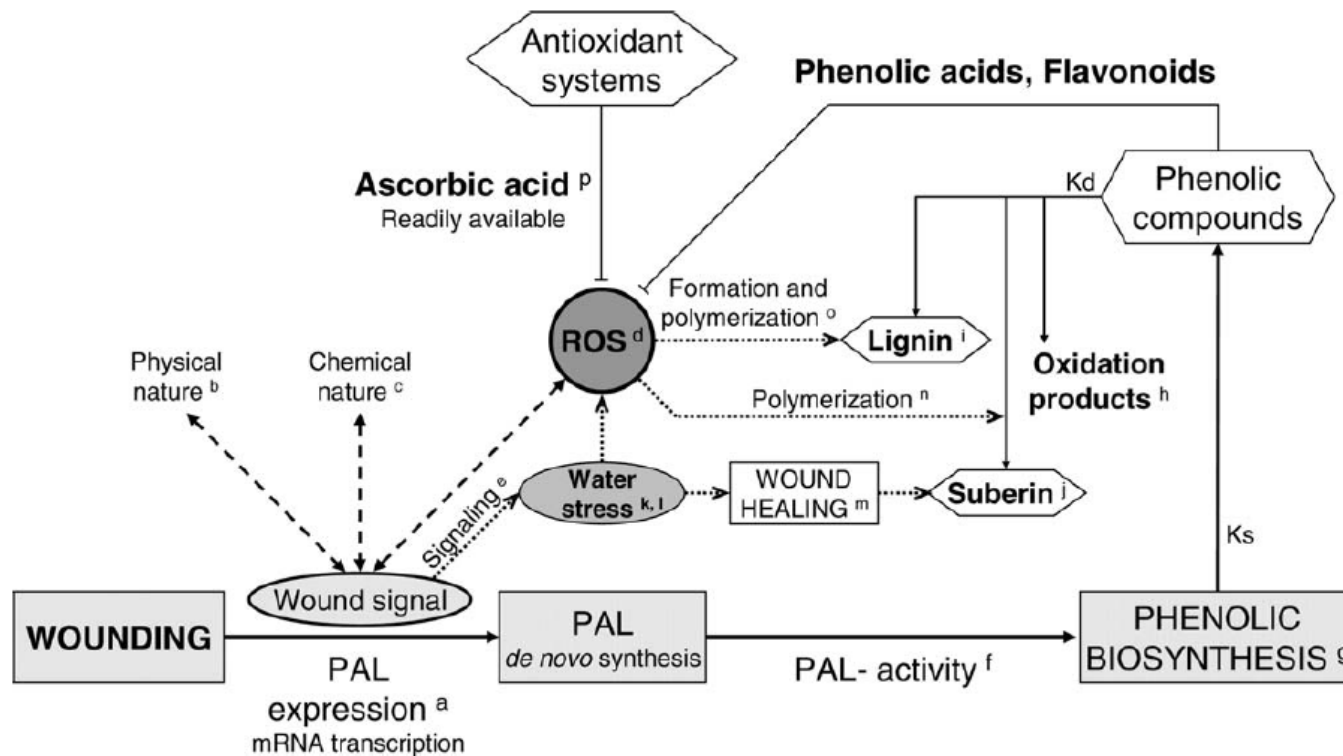 Antioxidant
systems
Phenolic acids, Flavonoids
Ascorbic acid p
Readily available
Kd
Phenolic
compounds
Formation and
polymerization o
ROS d
Lignin i
Physical
nature b
Chemical
nature c
Oxidation
products h
Polymerization n
Signaling e
Water
stress k, l
WOUND
HEALING m
Suberin j
Ks
Wound signal
WOUNDING
PAL
de novo synthesis
PHENOLIC
BIOSYNTHESIS g
PAL
expression a
mRNA transcription
PAL- activity f